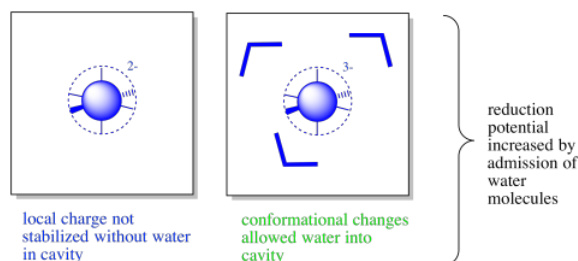 2-
3-
local charge not
stabilized without water
in cavity
conformational changes
allowed water into
cavity
reduction
potential
increased by
admission of
water
molecules